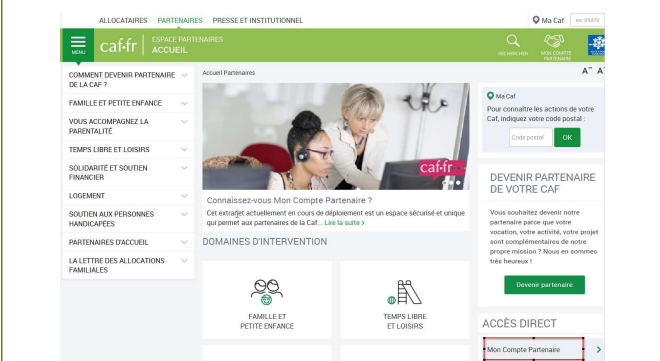 ALLOCATAIRES PARTENAIRES PRESSE ET INSTITUTIONNEL
Ma Caf ex: 85470
MENU
caf.fr
ESPACE PARTENAIRES
ACCUEIL
RECHERCHER
MON COMPTE
PARTENAIRE
COMMENT DEVENIR PARTENAIRE
DE LA CAF ?
FAMILLE ET PETITE ENFANCE
VOUS ACCOMPAGNEZ LA
PARENTALITÉ
TEMPS LIBRE ET LOISIRS
SOLIDARITÉ ET SOUTIEN
FINANCIER
LOGEMENT
SOUTIEN AUX PERSONNES
HANDICAPÉES
PARTENAIRES D'ACCUEIL
LA LETTRE DES ALLOCATIONS
FAMILIALES
Accueil Partenaires
A- A
caf.fr
Connaissez-vous Mon Compte Partenaire ?
Cet extranet actuellement en cours de déploiement est un espace sécurisé et unique
qui permet aux partenaires de la Caf... Lire la suite >
DOMAINES D'INTERVENTION
FAMILLE ET
PETITE ENFANCE
TEMPS LIBRE
ET LOISIRS
Ma Caf
Pour connaître les actions de votre
Caf, indiquez votre code postal :
Code postal OK
DEVENIR PARTENAIRE
DE VOTRE CAF
Vous souhaitez devenir notre
partenaire parce que votre
vocation, votre activité, votre projet
sont complémentaires de notre
propre mission ? Nous en sommes
très heureux !
Devenir partenaire
ACCÈS DIRECT
Mon Compte Partenaire >